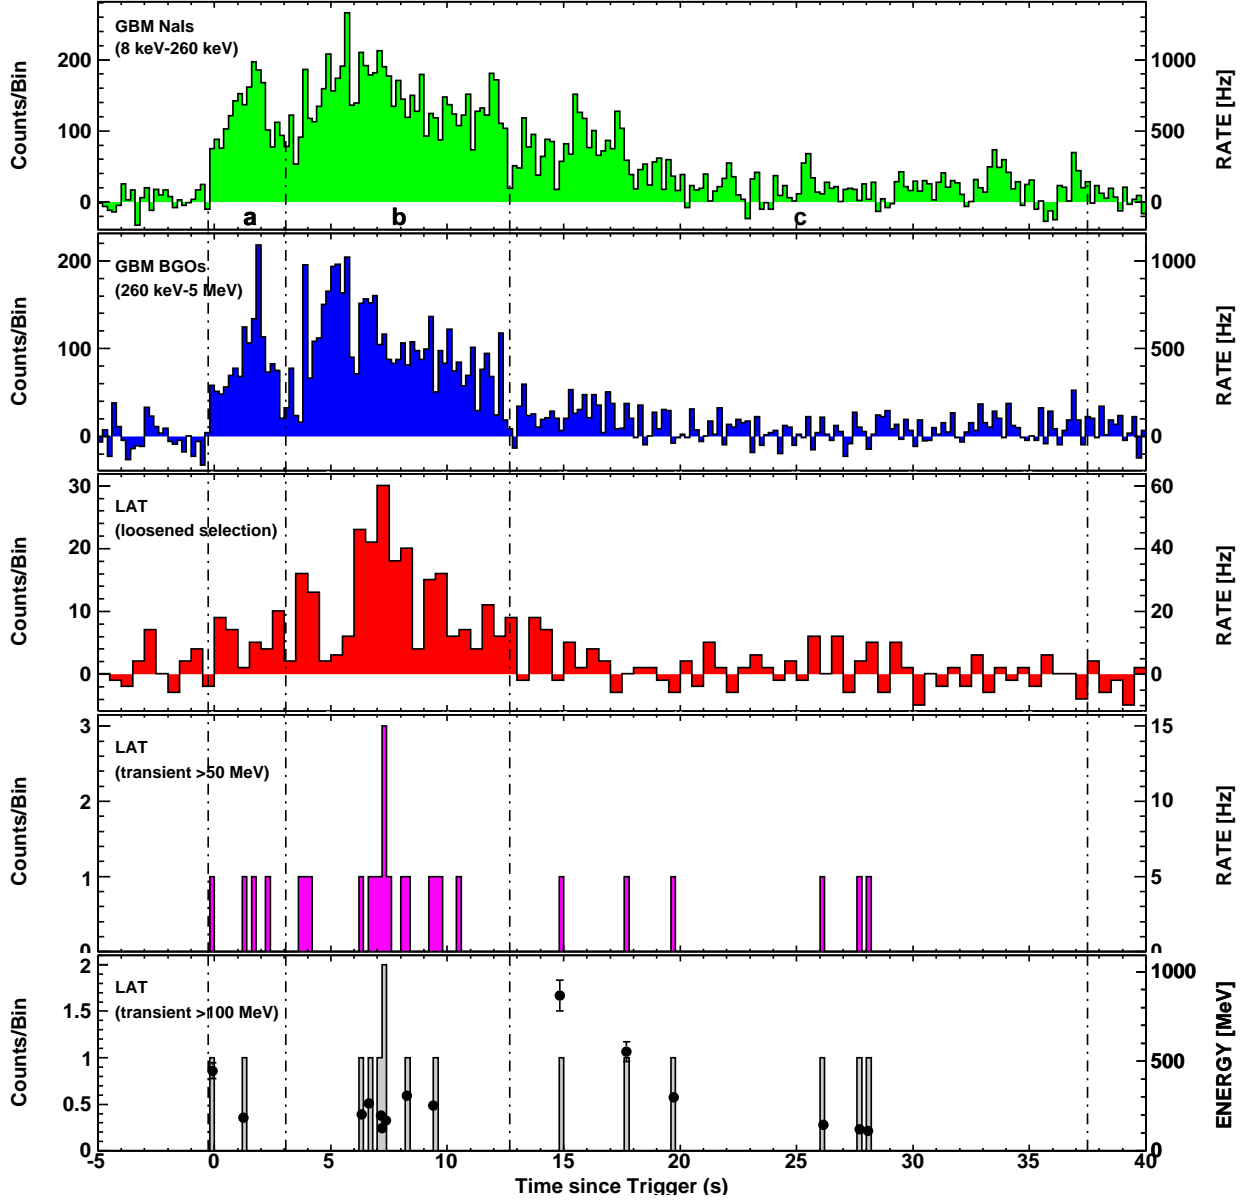 GBM NaIs
(8 keV-260 keV)
Counts/Bin
RATE [Hz]
200
100
0
1000
500
0
a
b
c
GBM BGOs
(260 keV-5 MeV)
Counts/Bin
RATE [Hz]
200
100
0
1000
500
0
LAT
(loosened selection)
Counts/Bin
RATE [Hz]
30
20
10
0
60
40
20
0
LAT
(transient >50 MeV)
Counts/Bin
RATE [Hz]
3
2
1
0
15
10
5
0
LAT
(transient >100 MeV)
Counts/Bin
ENERGY [MeV]
2
1.5
1
0.5
0
1000
500
0
-5 0 5 10 15 20 25 30 35 40
Time since Trigger (s)